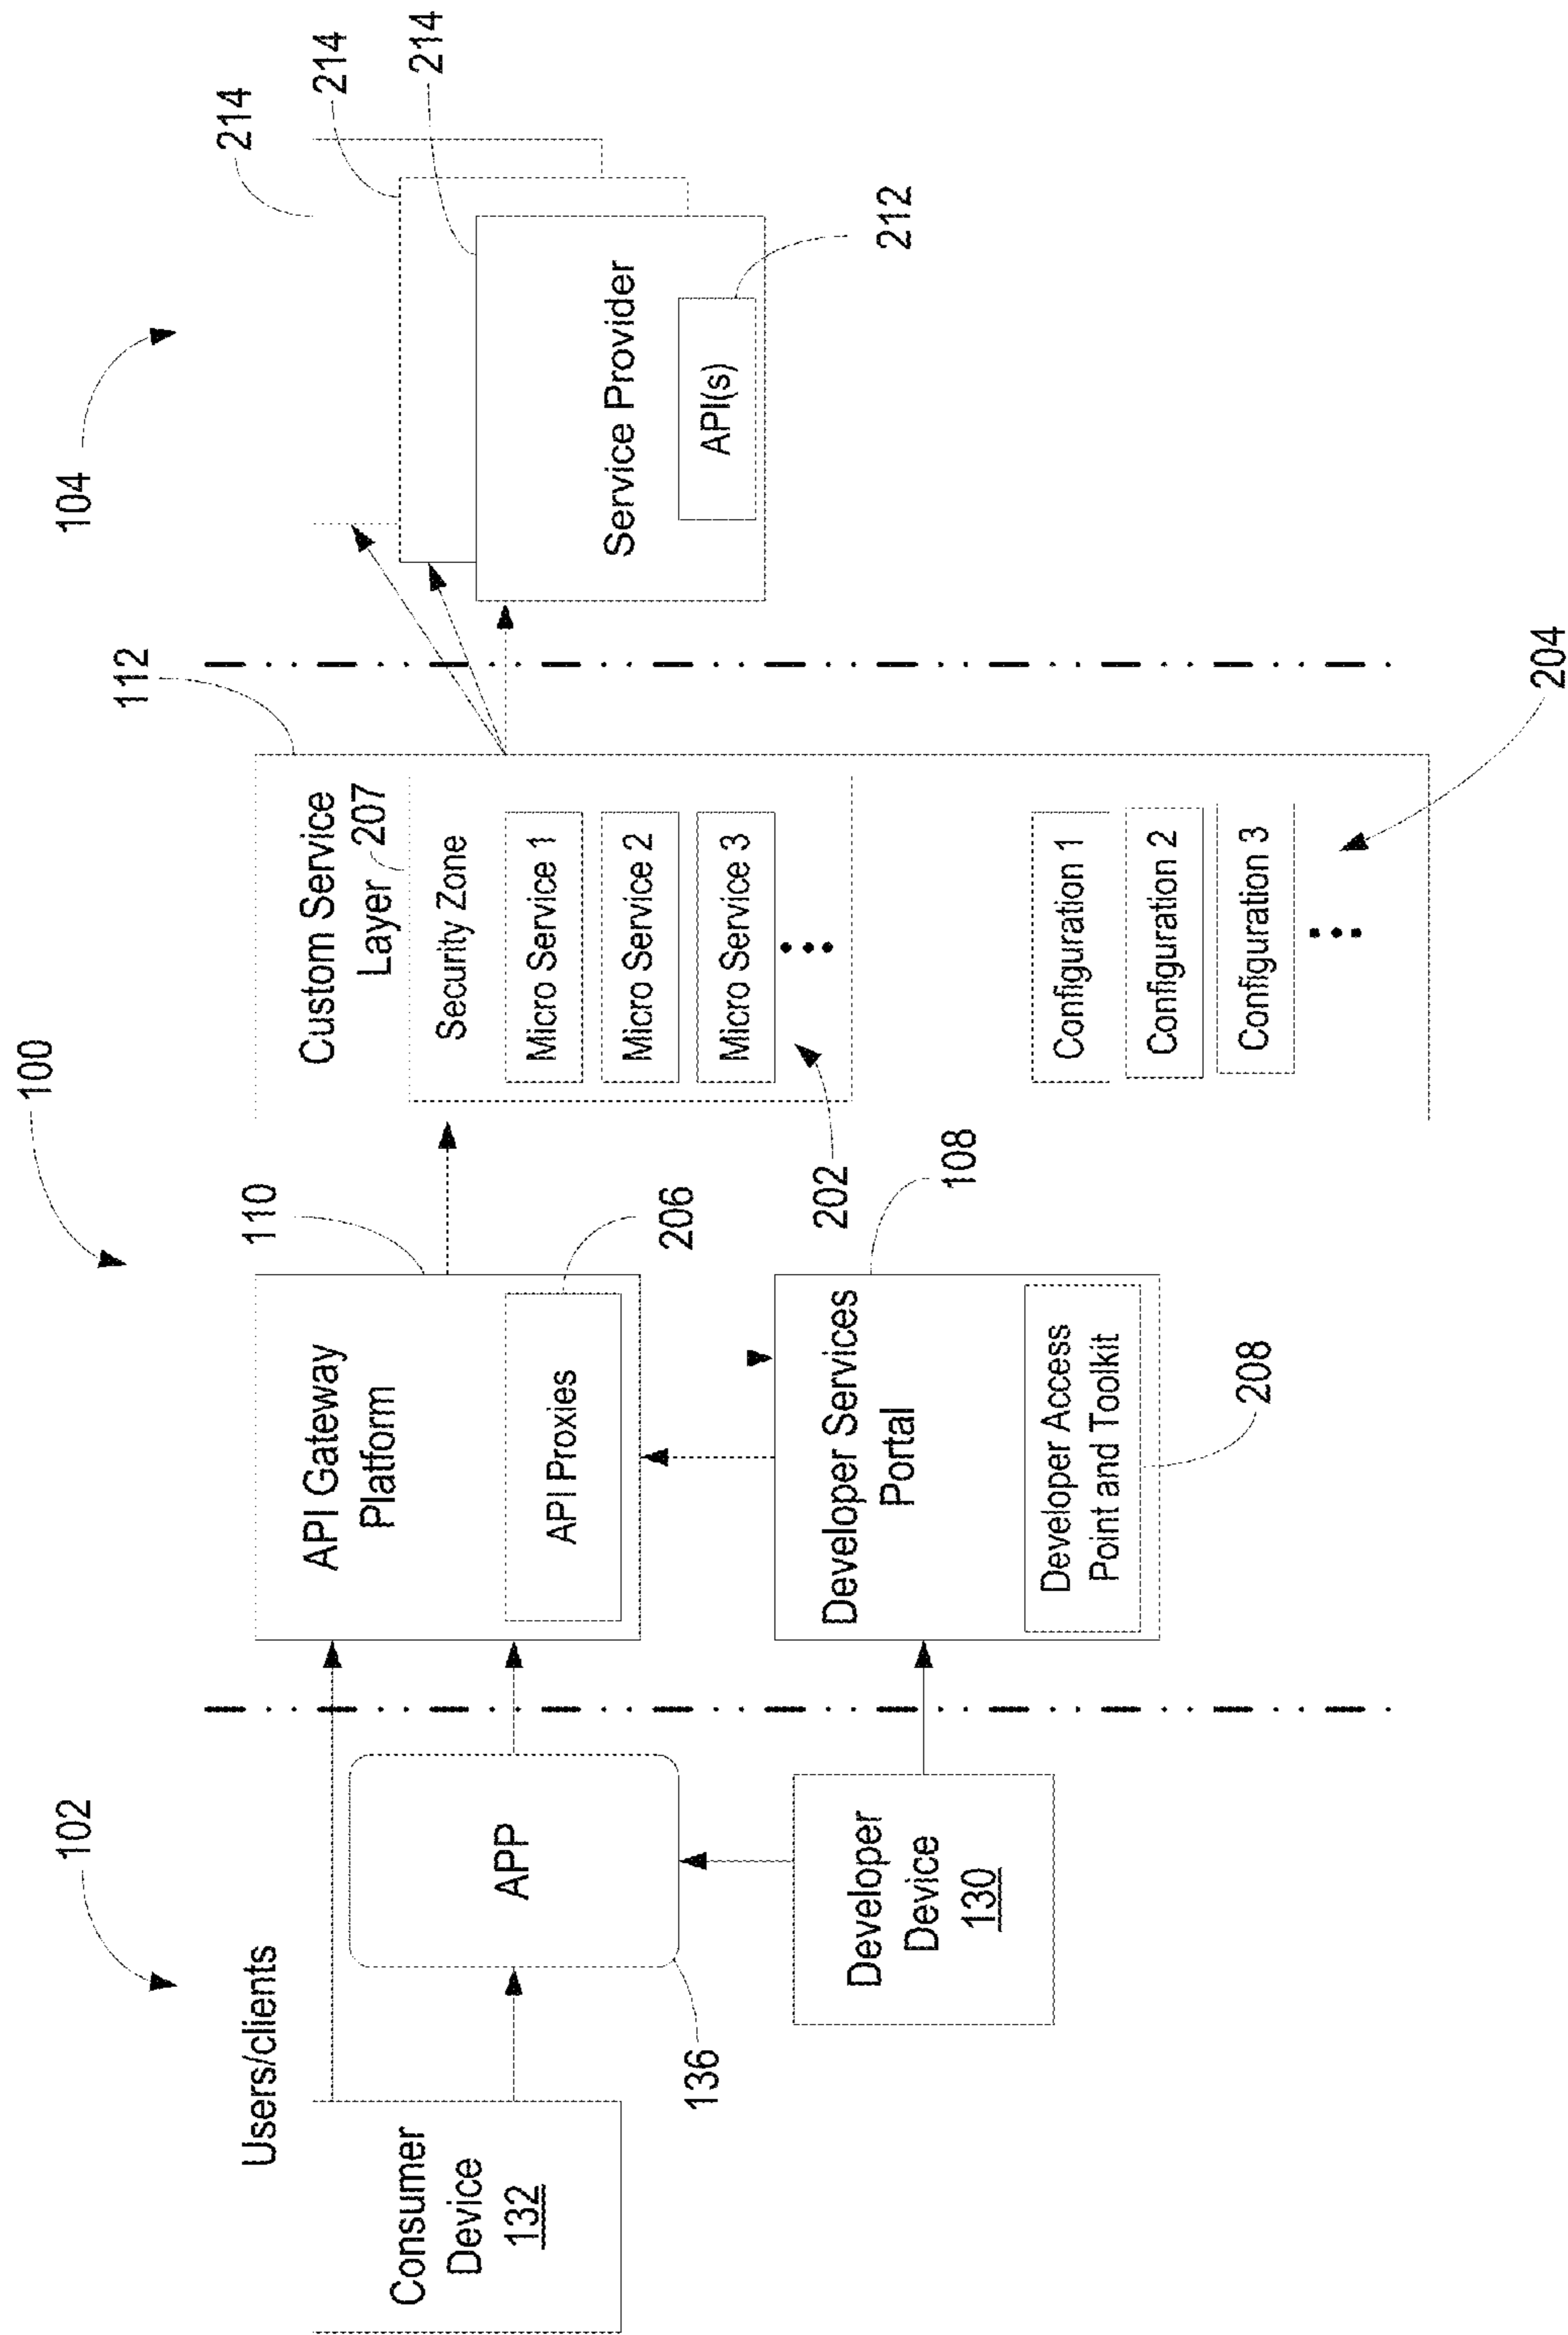 102
100
104
Users/clients
Consumer
Device
132
APP
136
Developer
Device
130
110
API Gateway
Platform
API Proxies
206
Developer Services
Portal
108
Developer Access
Point and Toolkit
208
112
Custom Service
Layer 207
Security Zone
Micro Service 1
Micro Service 2
Micro Service 3
202
Configuration 1
Configuration 2
Configuration 3
204
214
214
214
Service Provider
API(s)
212